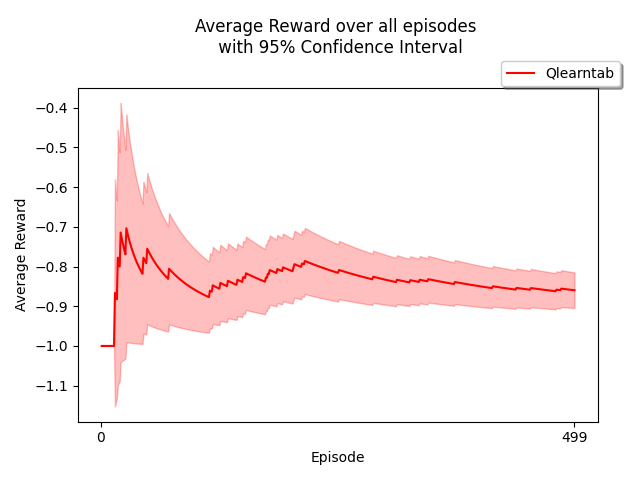 Average Reward over all episodes
with 95% Confidence Interval
Qlearntab
−0.4
−0.5
−0.6
−0.7
−0.8
−0.9
−1.0
−1.1
Average Reward
0
499
Episode